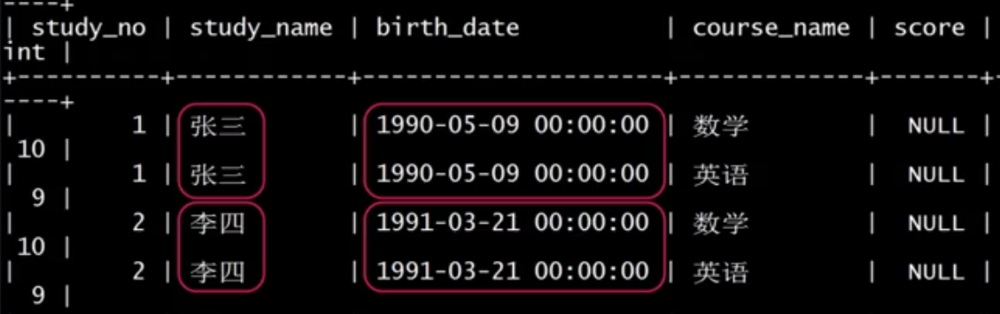 ----+
| study_no | study_name | birth_date          | course_name | score |
int |
+----------+------------+---------------------+-------------+-------+-
----+
|        1 | 张三       | 1990-05-09 00:00:00 | 数学        |  NULL |
 10 |
|        1 | 张三       | 1990-05-09 00:00:00 | 英语        |  NULL |
  9 |
|        2 | 李四       | 1991-03-21 00:00:00 | 数学        |  NULL |
 10 |
|        2 | 李四       | 1991-03-21 00:00:00 | 英语        |  NULL |
  9 |